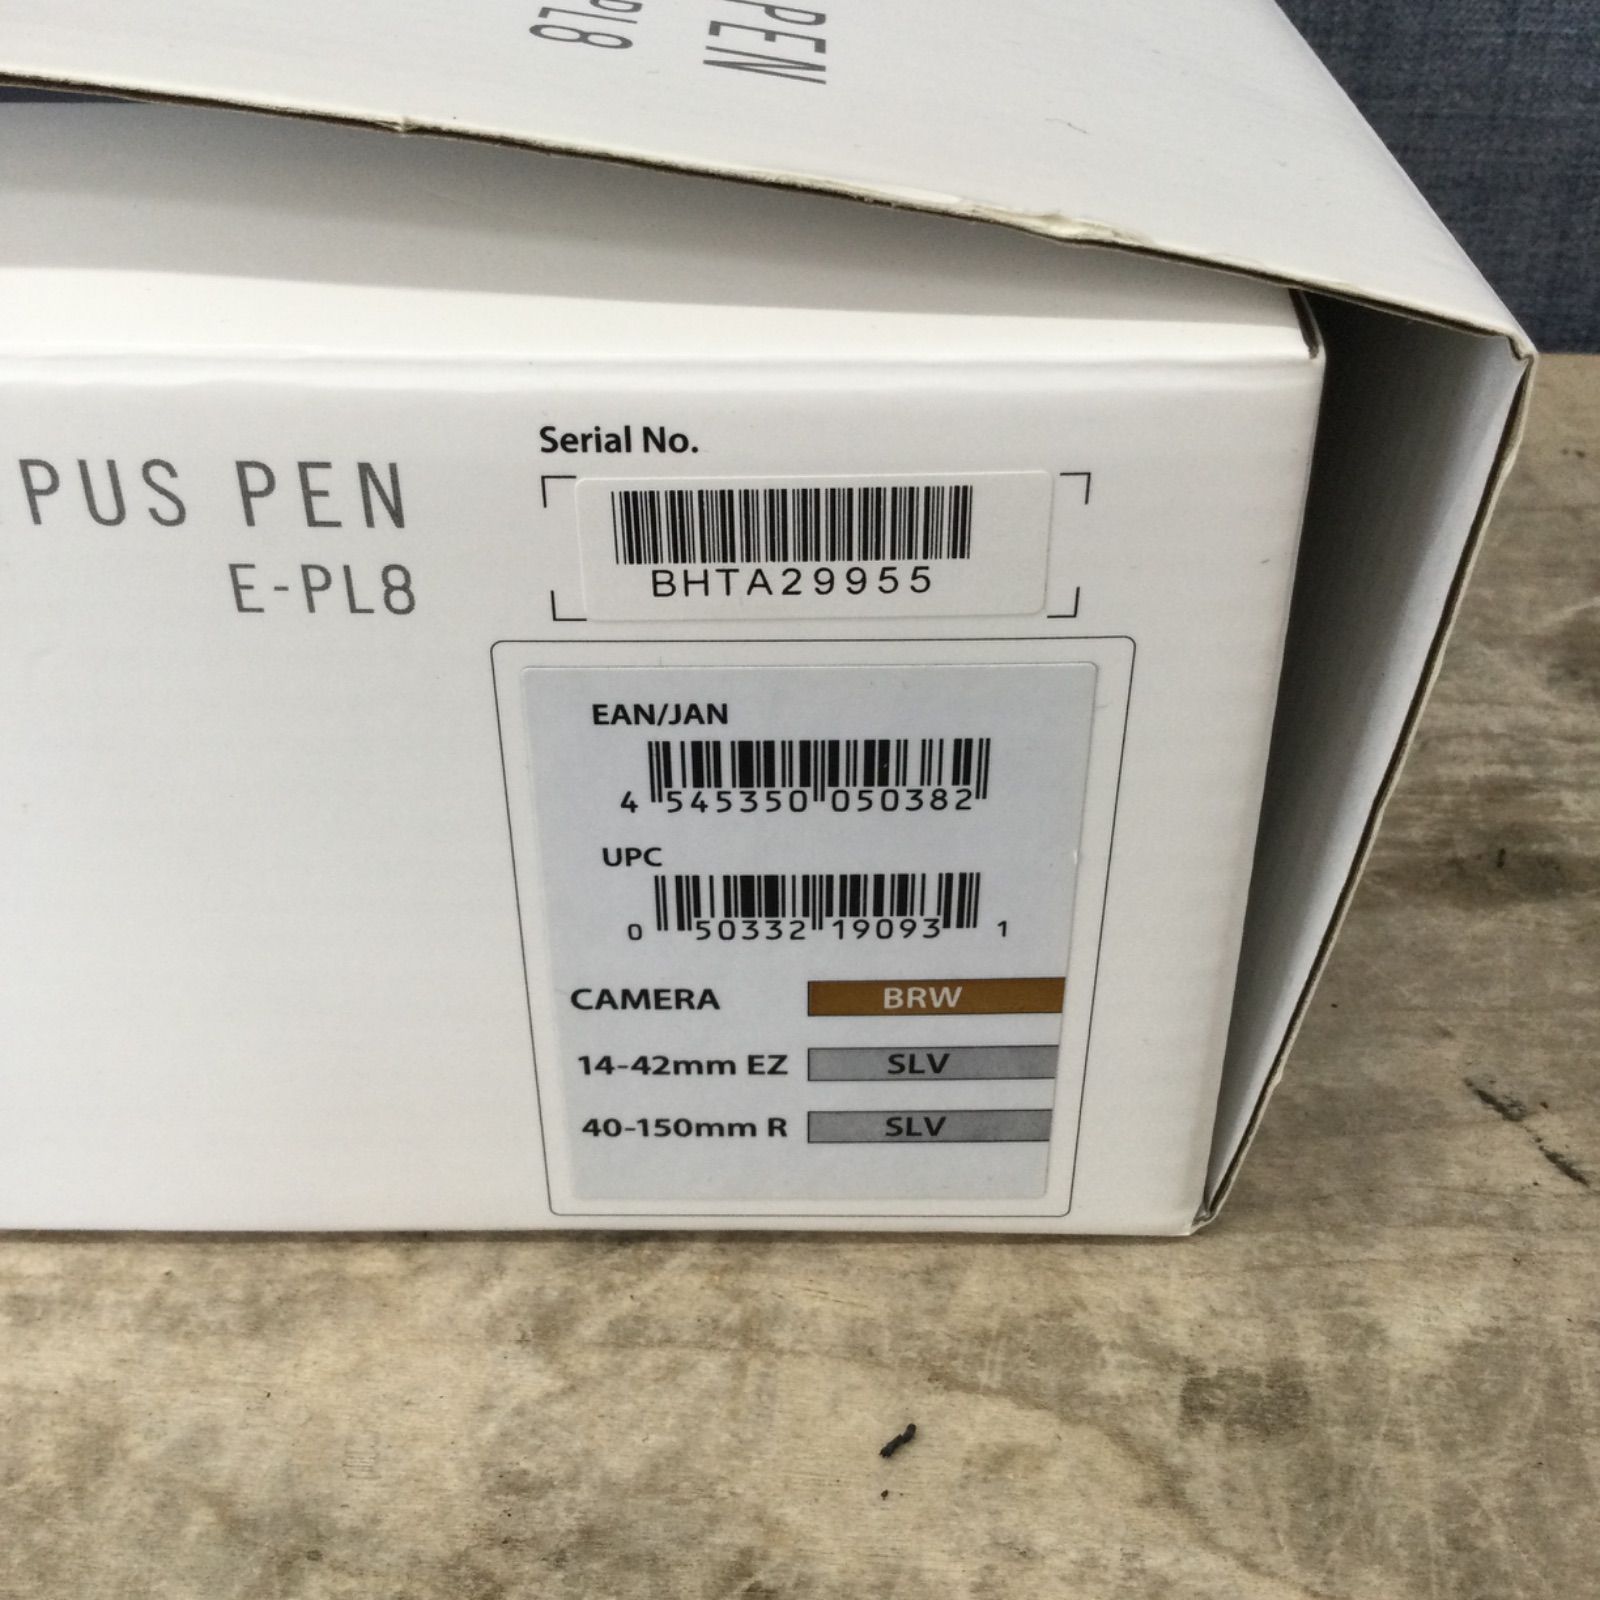 PEN
PL8
PUS PEN
E-PL8
Serial No.
BHTA29955
EAN/JAN
4 545350 050382
UPC
0 50332 19093 1
CAMERA BRW
14-42mm EZ SLV
40-150mm R SLV